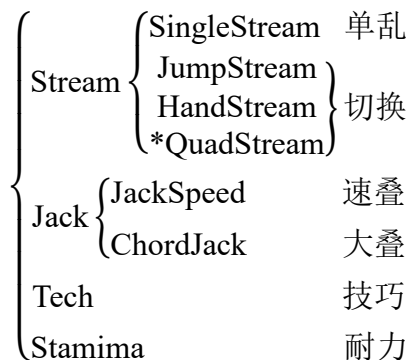 SingleStream 单乱
JumpStream
Stream HandStream 切换
*QuadStream
JackSpeed 速叠
Jack
ChordJack 大叠
Tech 技巧
Stamima 耐力